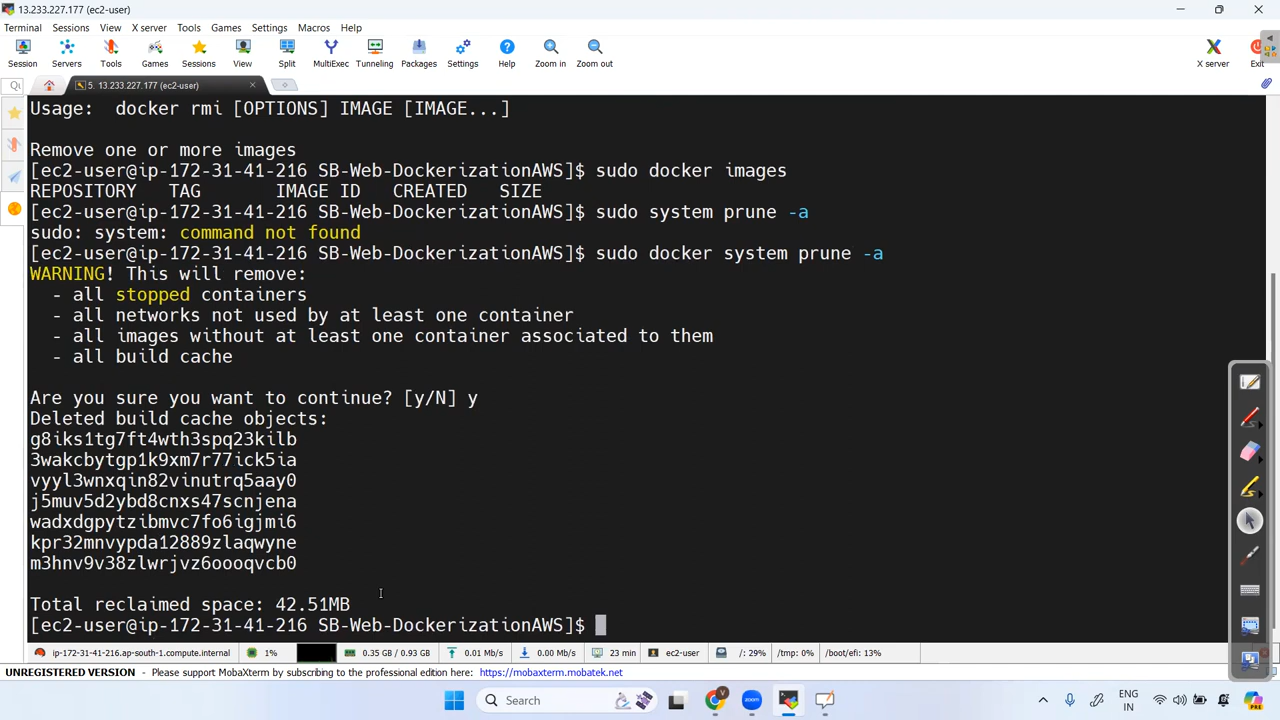 13.233.227.177 (ec2-user)
Terminal Sessions View X server Tools Games Settings Macros Help
Session Servers Tools Games Sessions View Split MultiExec Tunneling Packages Settings Help Zoom in Zoom out X server Exit
5. 13.233.227.177 (ec2-user)
Usage:  docker rmi [OPTIONS] IMAGE [IMAGE...]
Remove one or more images
[ec2-user@ip-172-31-41-216 SB-Web-DockerizationAWS]$ sudo docker images
REPOSITORY   TAG       IMAGE ID   CREATED   SIZE
[ec2-user@ip-172-31-41-216 SB-Web-DockerizationAWS]$ sudo system prune -a
sudo: system: command not found
[ec2-user@ip-172-31-41-216 SB-Web-DockerizationAWS]$ sudo docker system prune -a
WARNING! This will remove:
  - all stopped containers
  - all networks not used by at least one container
  - all images without at least one container associated to them
  - all build cache
Are you sure you want to continue? [y/N] y
Deleted build cache objects:
g8iks1tg7ft4wth3spq23kilb
3wakcbytgp1k9xm7r77ick5ia
vyyl3wnxqin82vinutrq5aay0
j5muv5d2ybd8cnxs47scnjena
wadxdgpytzibmvc7fo6igjmi6
kpr32mnvypda12889zlaqwyne
m3hnv9v38zlwrjvz6oooqvcb0
Total reclaimed space: 42.51MB
[ec2-user@ip-172-31-41-216 SB-Web-DockerizationAWS]$
ip-172-31-41-216.ap-south-1.compute.internal 1% 0.35 GB / 0.93 GB 0.01 Mb/s 0.00 Mb/s 23 min ec2-user /: 29% /tmp: 0% /boot/efi: 13%
UNREGISTERED VERSION - Please support MobaXterm by subscribing to the professional edition here: https://mobaxterm.mobatek.net
Search ENG
IN